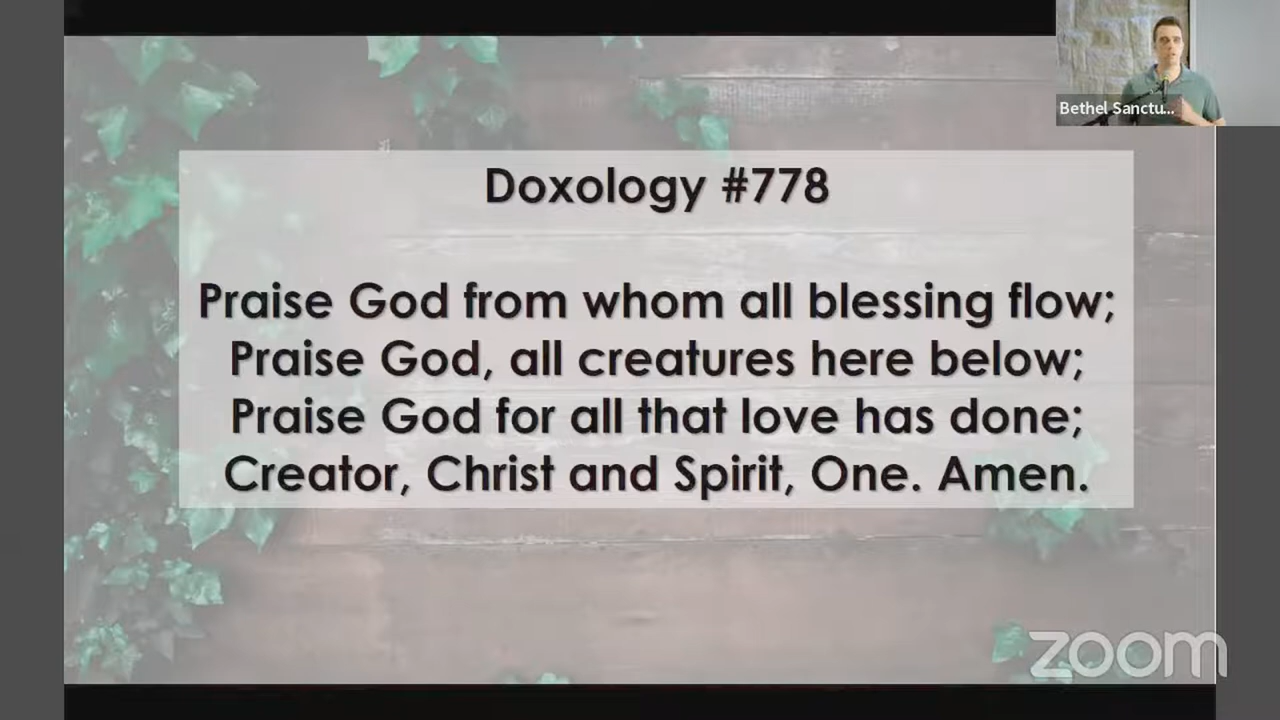 Bethel Sanctu...
Doxology #778
Praise God from whom all blessing flow;
Praise God, all creatures here below;
Praise God for all that love has done;
Creator, Christ and Spirit, One. Amen.
zoom